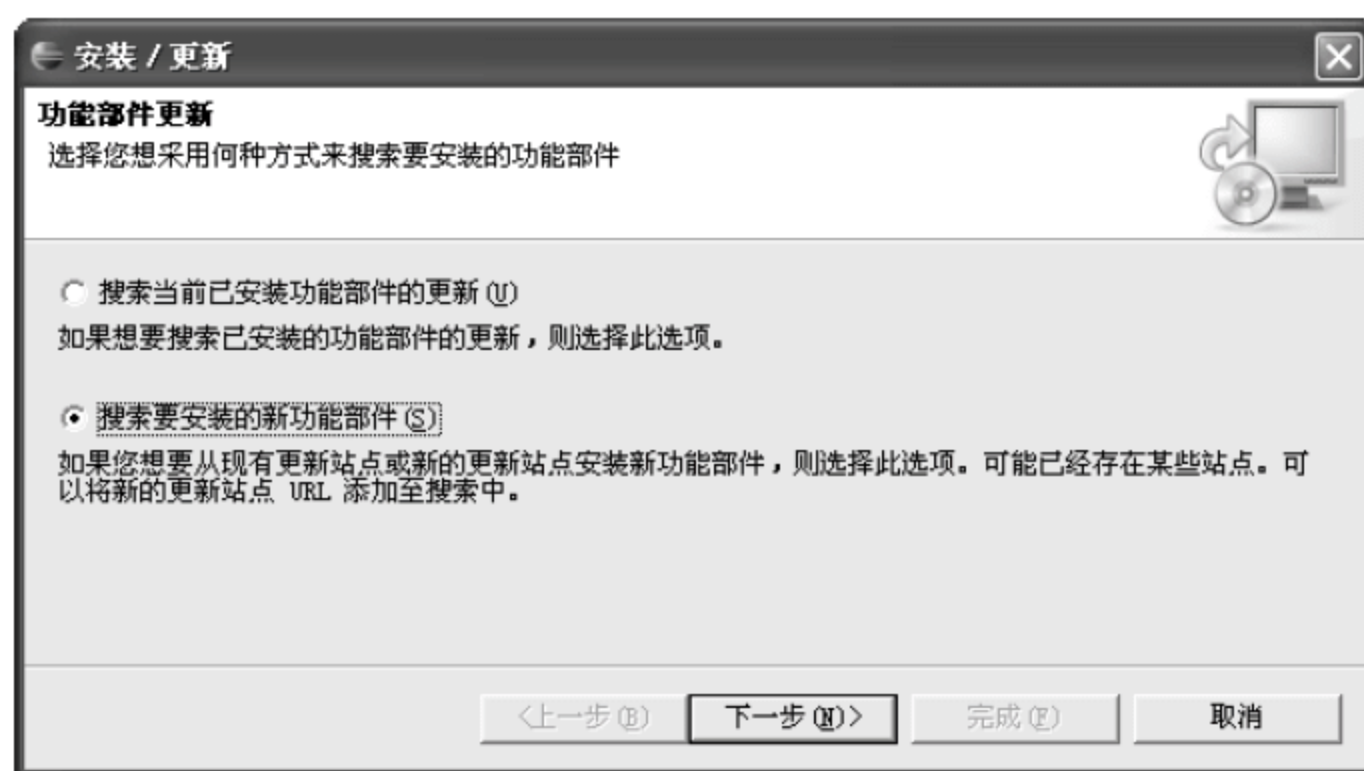 安装 / 更新
功能部件更新
选择您想采用何种方式来搜索要安装的功能部件
搜索当前已安装功能部件的更新(U)
如果想要搜索已安装的功能部件的更新，则选择此选项。
搜索要安装的新功能部件(S)
如果您想要从现有更新站点或新的更新站点安装新功能部件，则选择此选项。可能已经存在某些站点。可
以将新的更新站点 URL 添加至搜索中。
<上一步(B) 下一步(N)> 完成(F) 取消